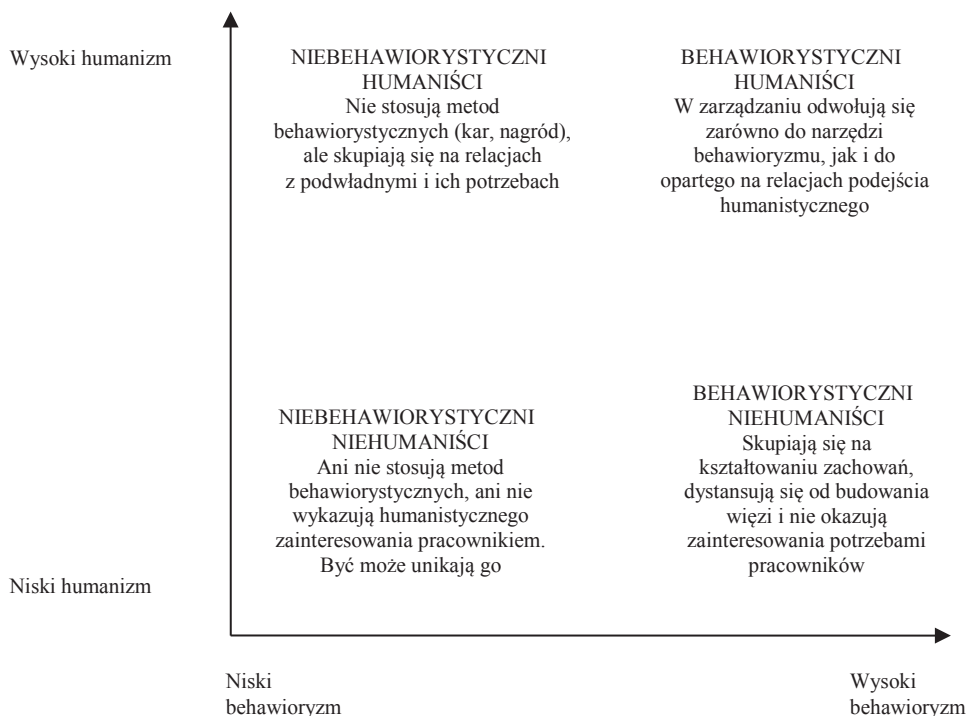 Wysoki humanizm
NIEBEHAWIORYSTYCZNI
HUMANIŚCI
Nie stosują metod
behawiorystycznych (kar, nagród),
ale skupiają się na relacjach
z podwładnymi i ich potrzebach
BEHAWIORYSTYCZNI
HUMANIŚCI
W zarządzaniu odwołują się
zarówno do narzędzi
behawioryzmu, jak i do
opartego na relacjach podejścia
humanistycznego
NIEBEHAWIORYSTYCZNI
NIEHUMANIŚCI
Ani nie stosują metod
behawiorystycznych, ani nie
wykazują humanistycznego
zainteresowania pracownikiem.
Być może unikają go
BEHAWIORYSTYCZNI
NIEHUMANIŚCI
Skupiają się na
kształtowaniu zachowań,
dystansują się od budowania
więzi i nie okazują
zainteresowania potrzebami
pracowników
Niski humanizm
Niski
behawioryzm
Wysoki
behawioryzm